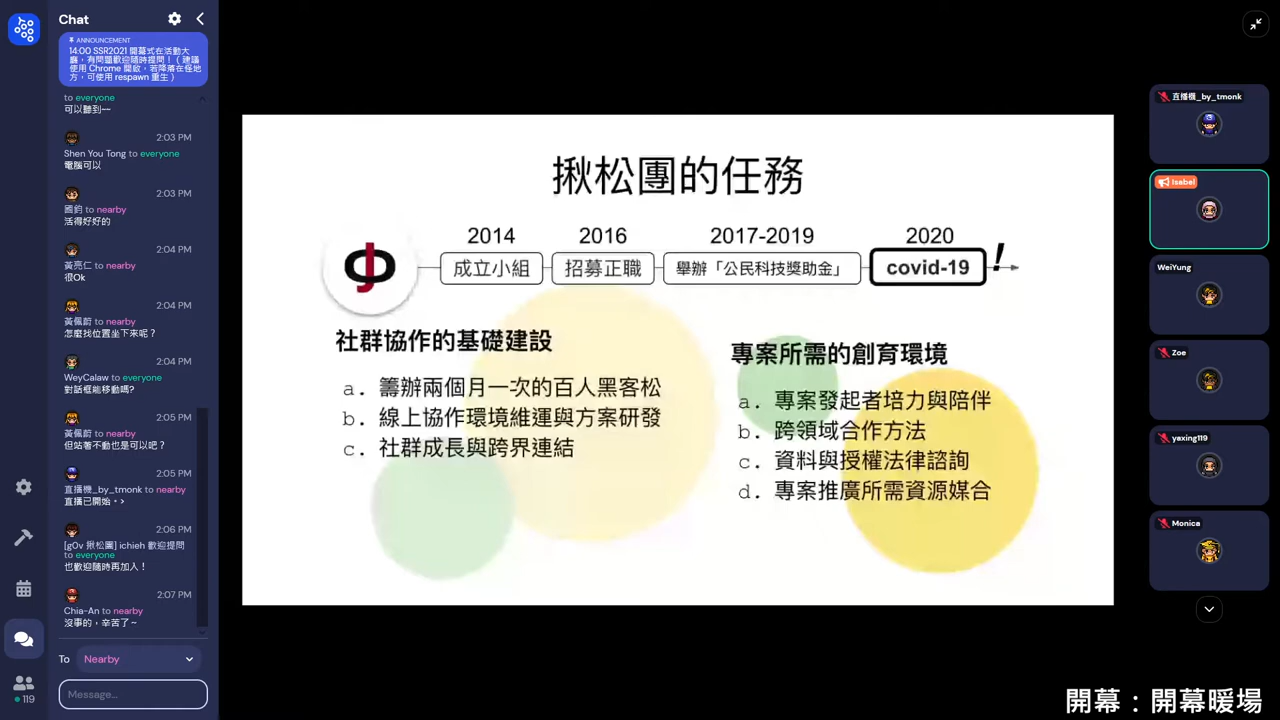 Chat
ANNOUNCEMENT
14:00 SSR2021 開幕式在活動大
廳，有問題歡迎隨時提問！（建議
使用 Chrome 開啟，若降落在怪地
方，可使用 respawn 重生）
to everyone
可以聽到~~
2:03 PM
Shen You Tong to everyone
電腦可以
2:03 PM
國鈞 to nearby
活得好好的
2:04 PM
黃亮仁 to nearby
很Ok
2:04 PM
黃佩蔚 to nearby
怎麼找位置坐下來呢？
2:04 PM
WeyCalaw to everyone
對話框能移動嗎?
2:05 PM
黃佩蔚 to nearby
但站著不動也是可以吧？
2:05 PM
直播機_by_tmonk to nearby
直播已開始・>
2:06 PM
[g0v 揪松團] ichieh 歡迎提問
to everyone
也歡迎隨時再加人！
2:07 PM
Chia-An to nearby
沒事的，辛苦了~
To Nearby
Message...
119
揪松團的任務
2014 2016 2017-2019 2020
成立小組 招募正職 舉辦「公民科技獎助金」 covid-19 !
社群協作的基礎建設
a. 籌辦兩個月一次的百人黑客松
b. 線上協作環境維運與方案研發
c. 社群成長與跨界連結
專案所需的創育環境
a. 專案發起者培力與陪伴
b. 跨領域合作方法
c. 資料與授權法律諮詢
d. 專案推廣所需資源媒合
直播機_by_tmonk
Isabel
WeiYung
Zoe
yaxing119
Monica
開幕：開幕暖場